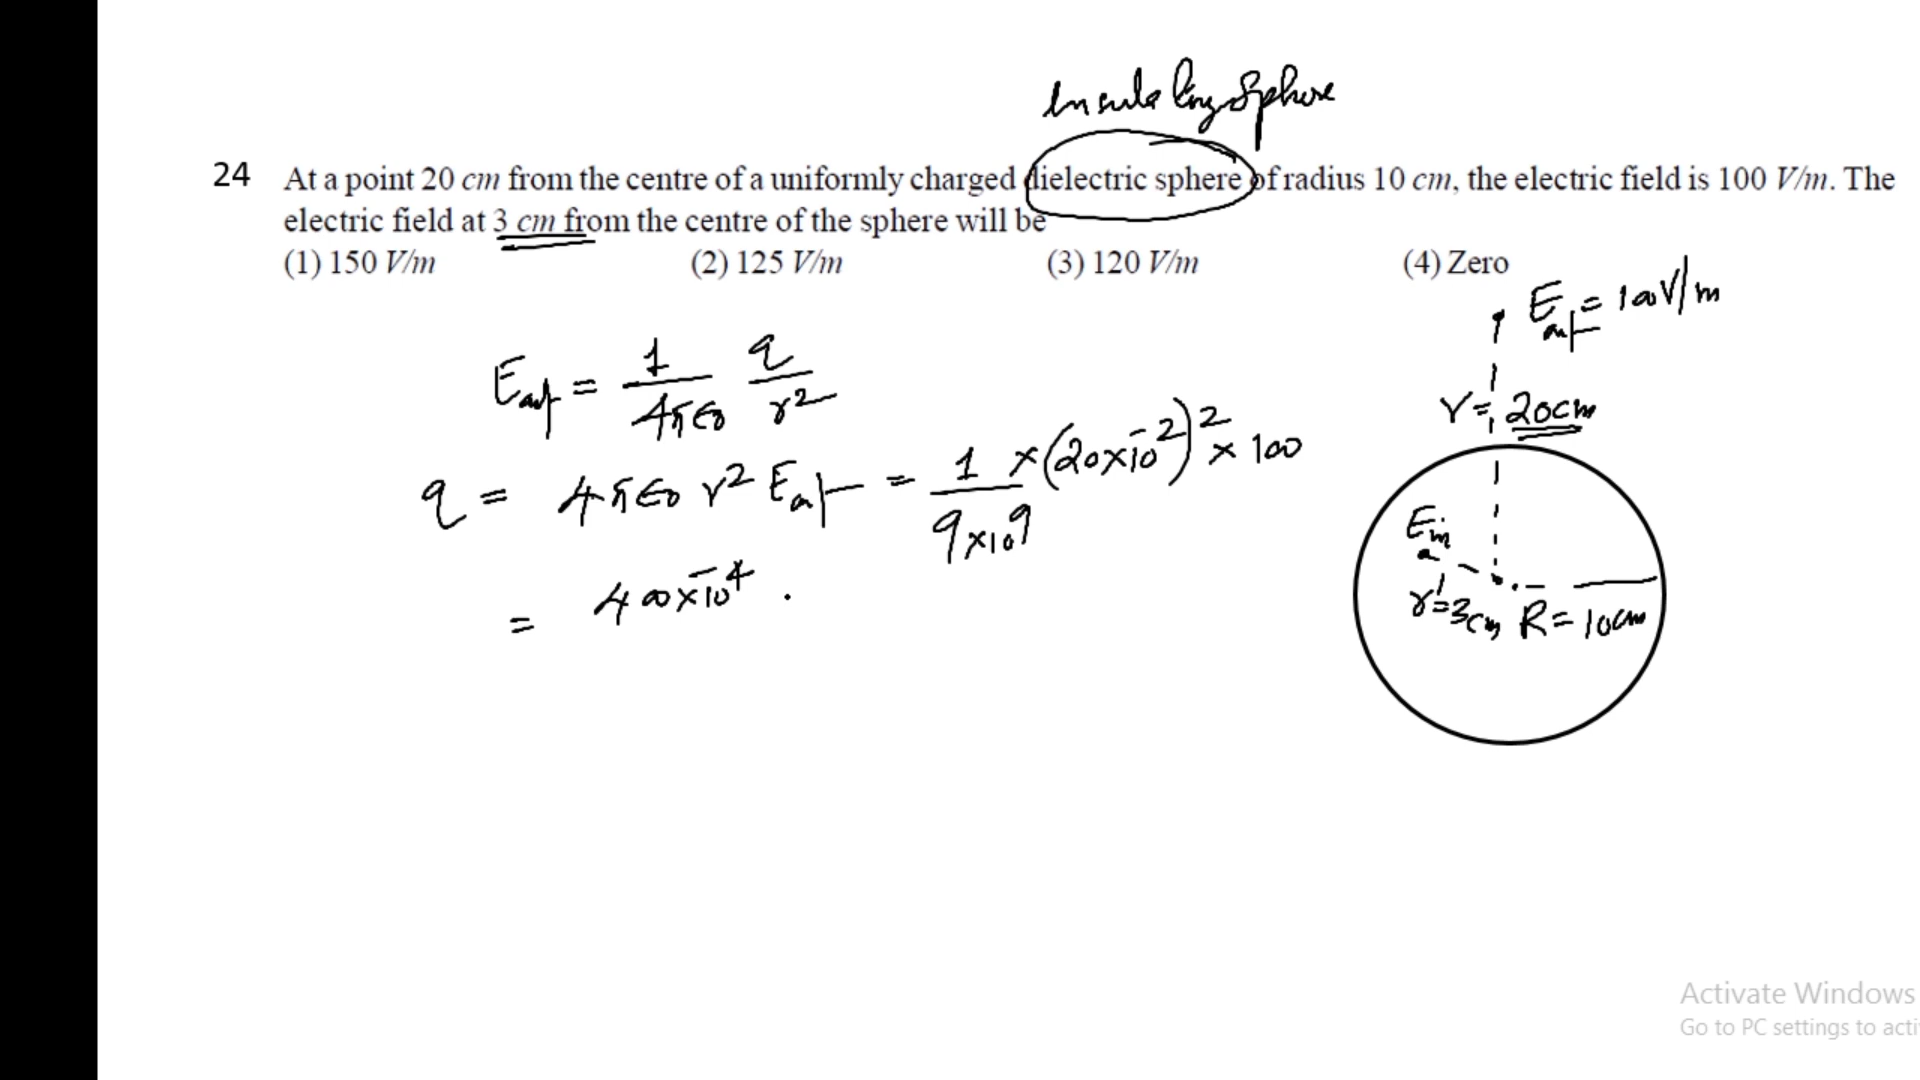 Insulating Sphere
24 At a point 20 cm from the centre of a uniformly charged dielectric sphere of radius 10 cm, the electric field is 100 V/m. The
electric field at 3 cm from the centre of the sphere will be
(1) 150 V/m (2) 125 V/m (3) 120 V/m (4) Zero
E_out = 100 V/m
E_out = 1/4πε0 q/r²
r = 20cm
q = 4πε0 r² E_out = 1/9×10⁹ × (20×10⁻²)² × 100
E_in
= 400×10⁻⁴ .
r' = 3cm R = 10cm
Activate Windows
Go to PC settings to acti